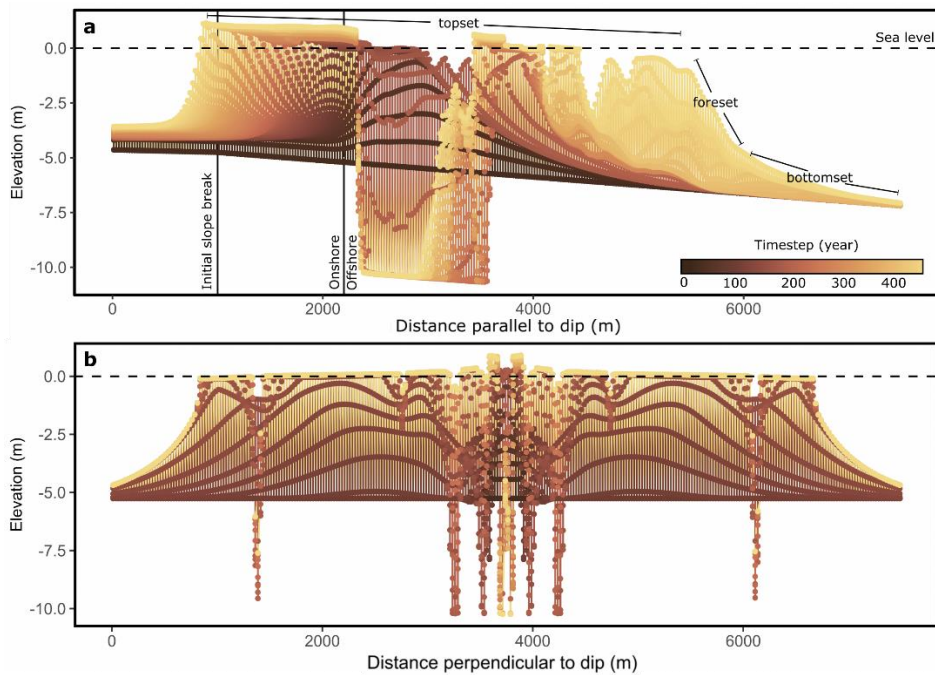 a
topset
Sea level
0.0
-2.5
-5.0
-7.5
-10.0
Elevation (m)
foreset
bottomset
Initial slope break
Onshore
Offshore
Timestep (year)
0 100 200 300 400
0 2000 4000 6000
Distance parallel to dip (m)
b
0.0
-2.5
-5.0
-7.5
-10.0
Elevation (m)
0 2000 4000 6000
Distance perpendicular to dip (m)